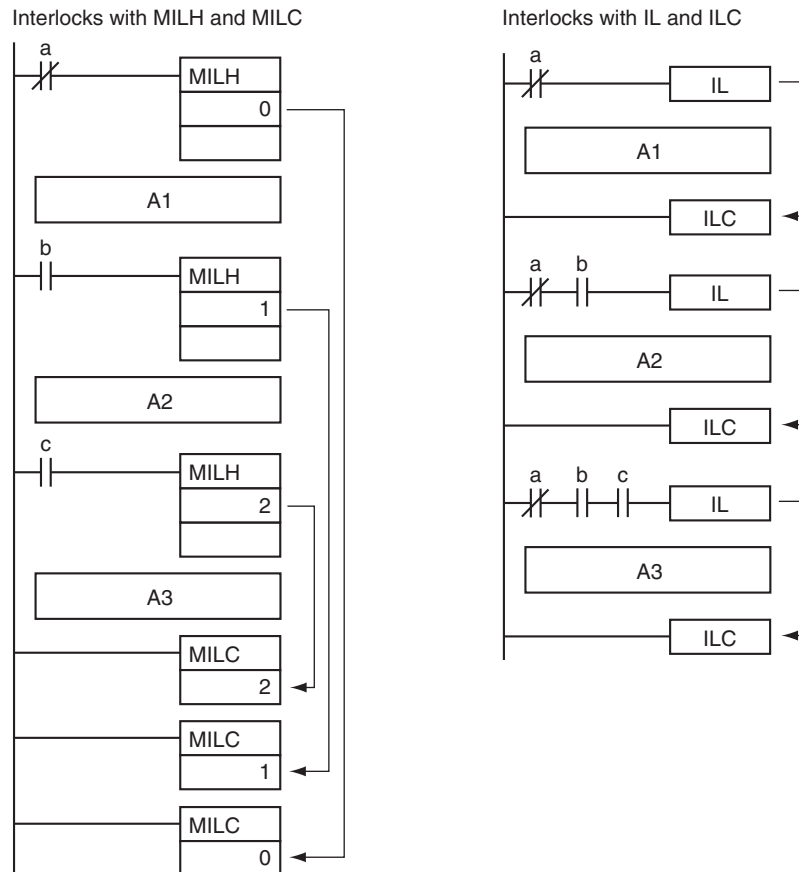 Interlocks with MILH and MILC
a
MILH
0
A1
b
MILH
1
A2
c
MILH
2
A3
MILC
2
MILC
1
MILC
0
Interlocks with IL and ILC
a
IL
A1
ILC
a b
IL
A2
ILC
a b c
IL
A3
ILC